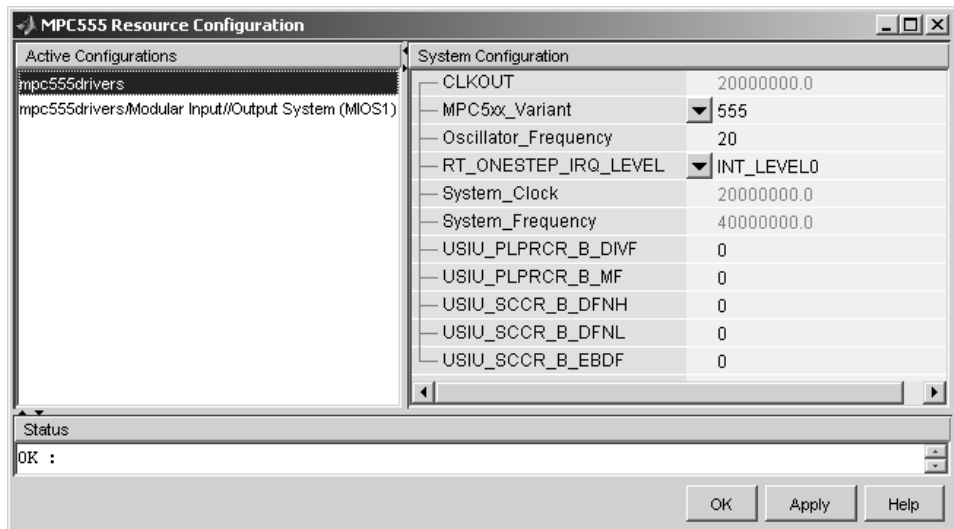 MPC555 Resource Configuration
Active Configurations
mpc555drivers
mpc555drivers/Modular Input//Output System (MIOS1)
System Configuration
CLKOUT 20000000.0
MPC5xx_Variant 555
Oscillator_Frequency 20
RT_ONESTEP_IRQ_LEVEL INT_LEVEL0
System_Clock 20000000.0
System_Frequency 40000000.0
USIU_PLPRCR_B_DIVF 0
USIU_PLPRCR_B_MF 0
USIU_SCCR_B_DFNH 0
USIU_SCCR_B_DFNL 0
USIU_SCCR_B_EBDF 0
Status
OK :
OK Apply Help